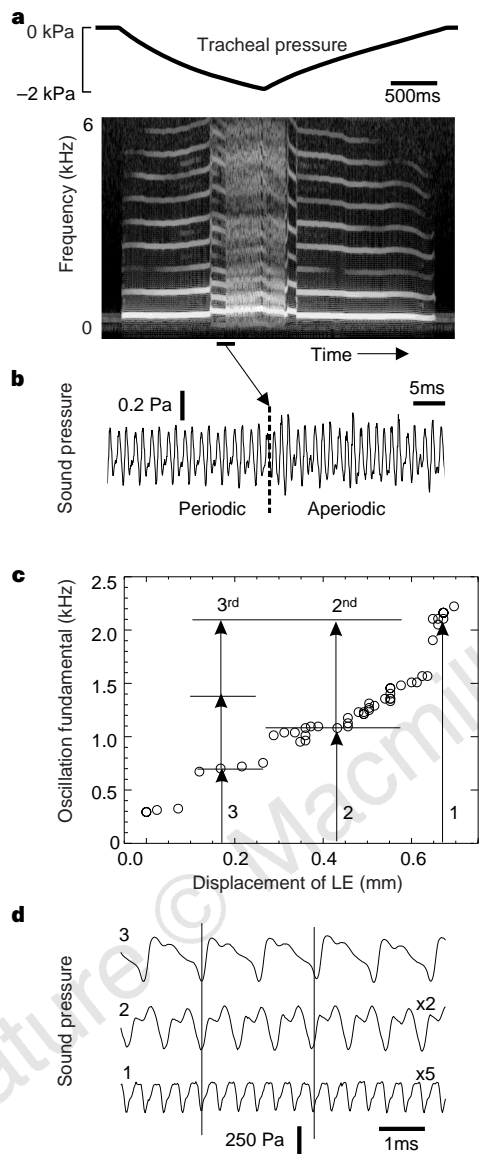 a
0 kPa
Tracheal pressure
–2 kPa
500ms
6
Frequency (kHz)
0
Time
b
0.2 Pa
5ms
Sound pressure
Periodic
Aperiodic
c
2.5
3rd
2nd
2.0
1.5
1.0
0.5
0
3
2
1
Oscillation fundamental (kHz)
0.0
0.2
0.4
0.6
Displacement of LE (mm)
d
3
2
x2
1
x5
Sound pressure
250 Pa
1ms
ature © Macmill